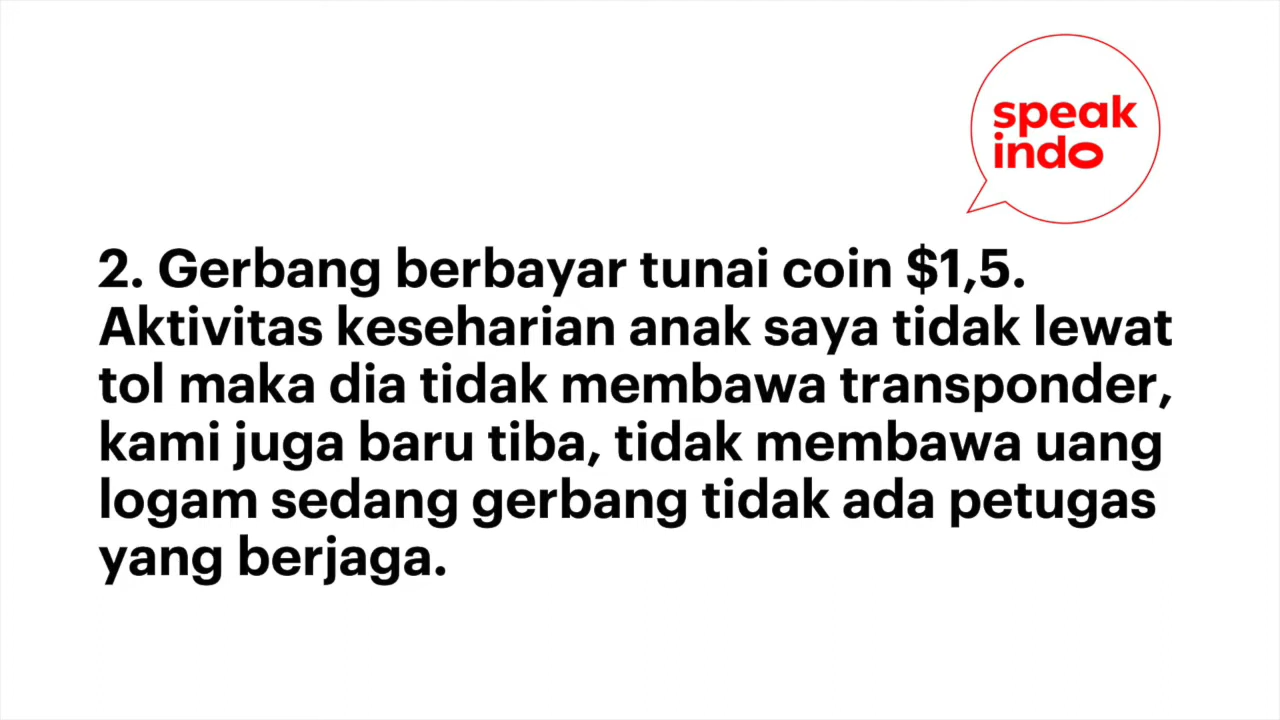 speak
indo
2. Gerbang berbayar tunai coin $1,5.
Aktivitas keseharian anak saya tidak lewat
tol maka dia tidak membawa transponder,
kami juga baru tiba, tidak membawa uang
logam sedang gerbang tidak ada petugas
yang berjaga.